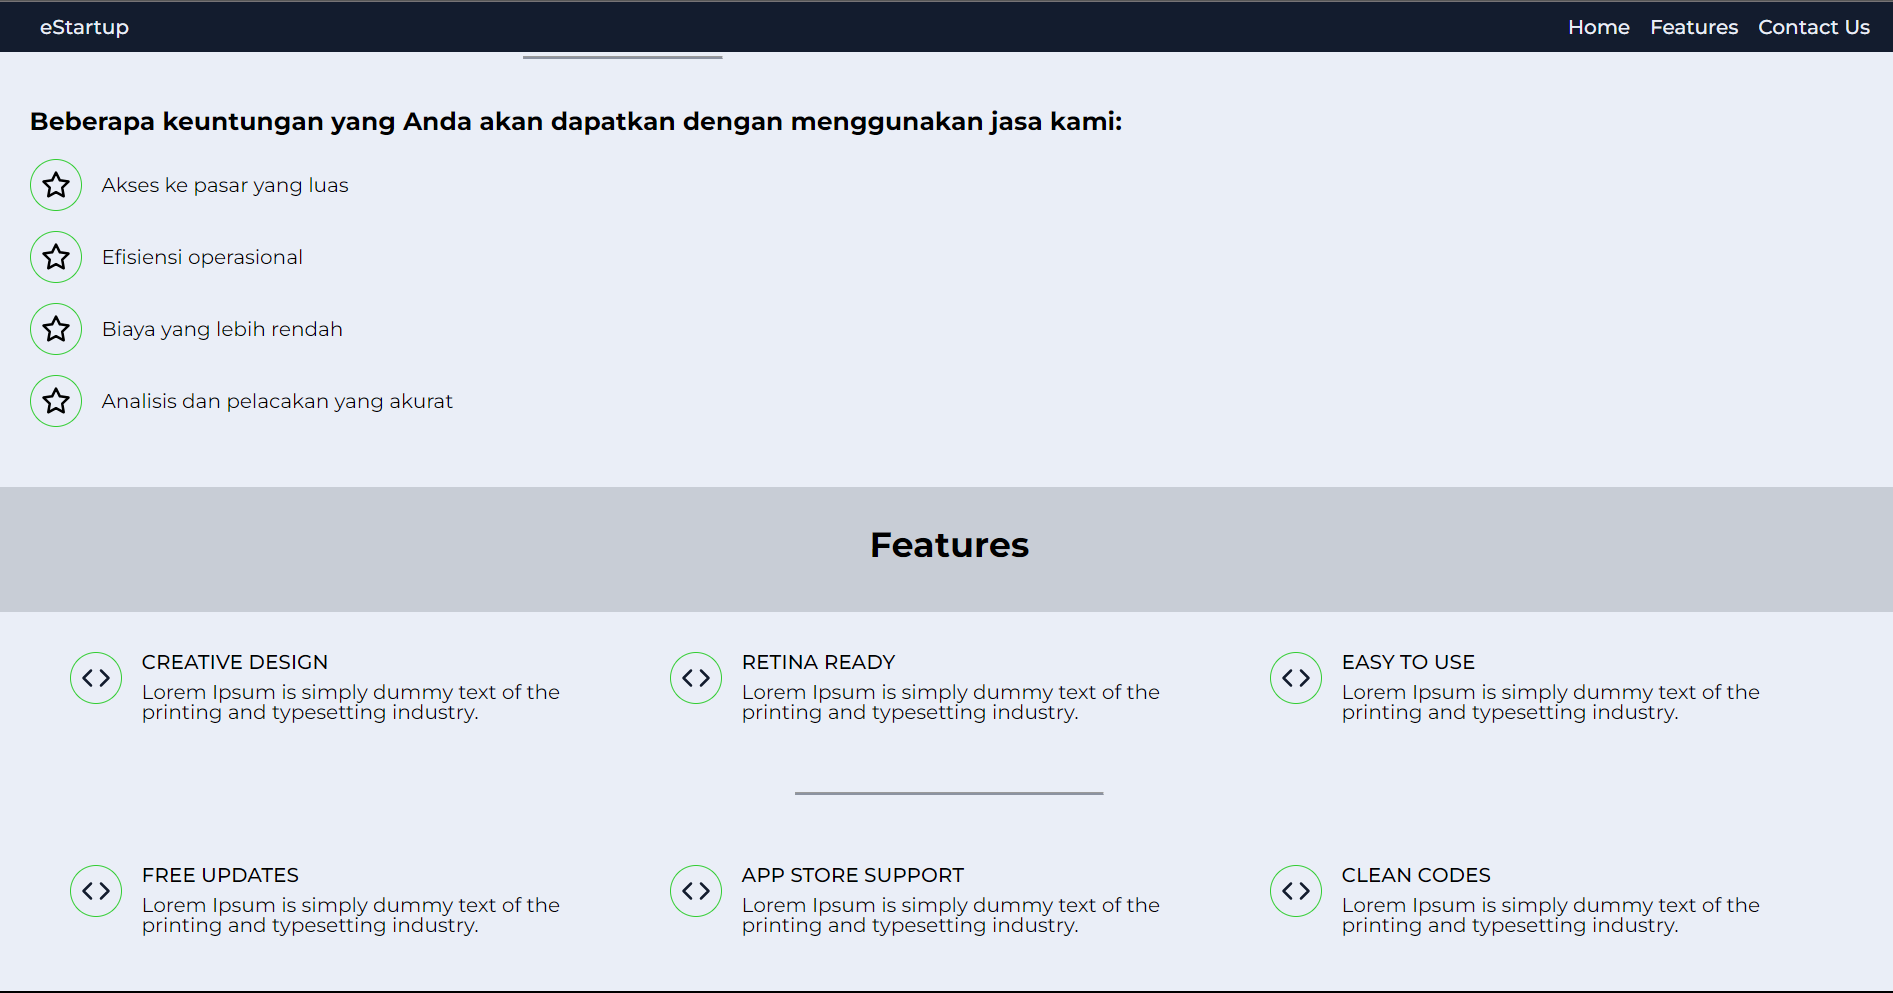 eStartup
Home Features Contact Us
Beberapa keuntungan yang Anda akan dapatkan dengan menggunakan jasa kami:
Akses ke pasar yang luas
Efisiensi operasional
Biaya yang lebih rendah
Analisis dan pelacakan yang akurat
Features
CREATIVE DESIGN
Lorem Ipsum is simply dummy text of the
printing and typesetting industry.
RETINA READY
Lorem Ipsum is simply dummy text of the
printing and typesetting industry.
EASY TO USE
Lorem Ipsum is simply dummy text of the
printing and typesetting industry.
FREE UPDATES
Lorem Ipsum is simply dummy text of the
printing and typesetting industry.
APP STORE SUPPORT
Lorem Ipsum is simply dummy text of the
printing and typesetting industry.
CLEAN CODES
Lorem Ipsum is simply dummy text of the
printing and typesetting industry.